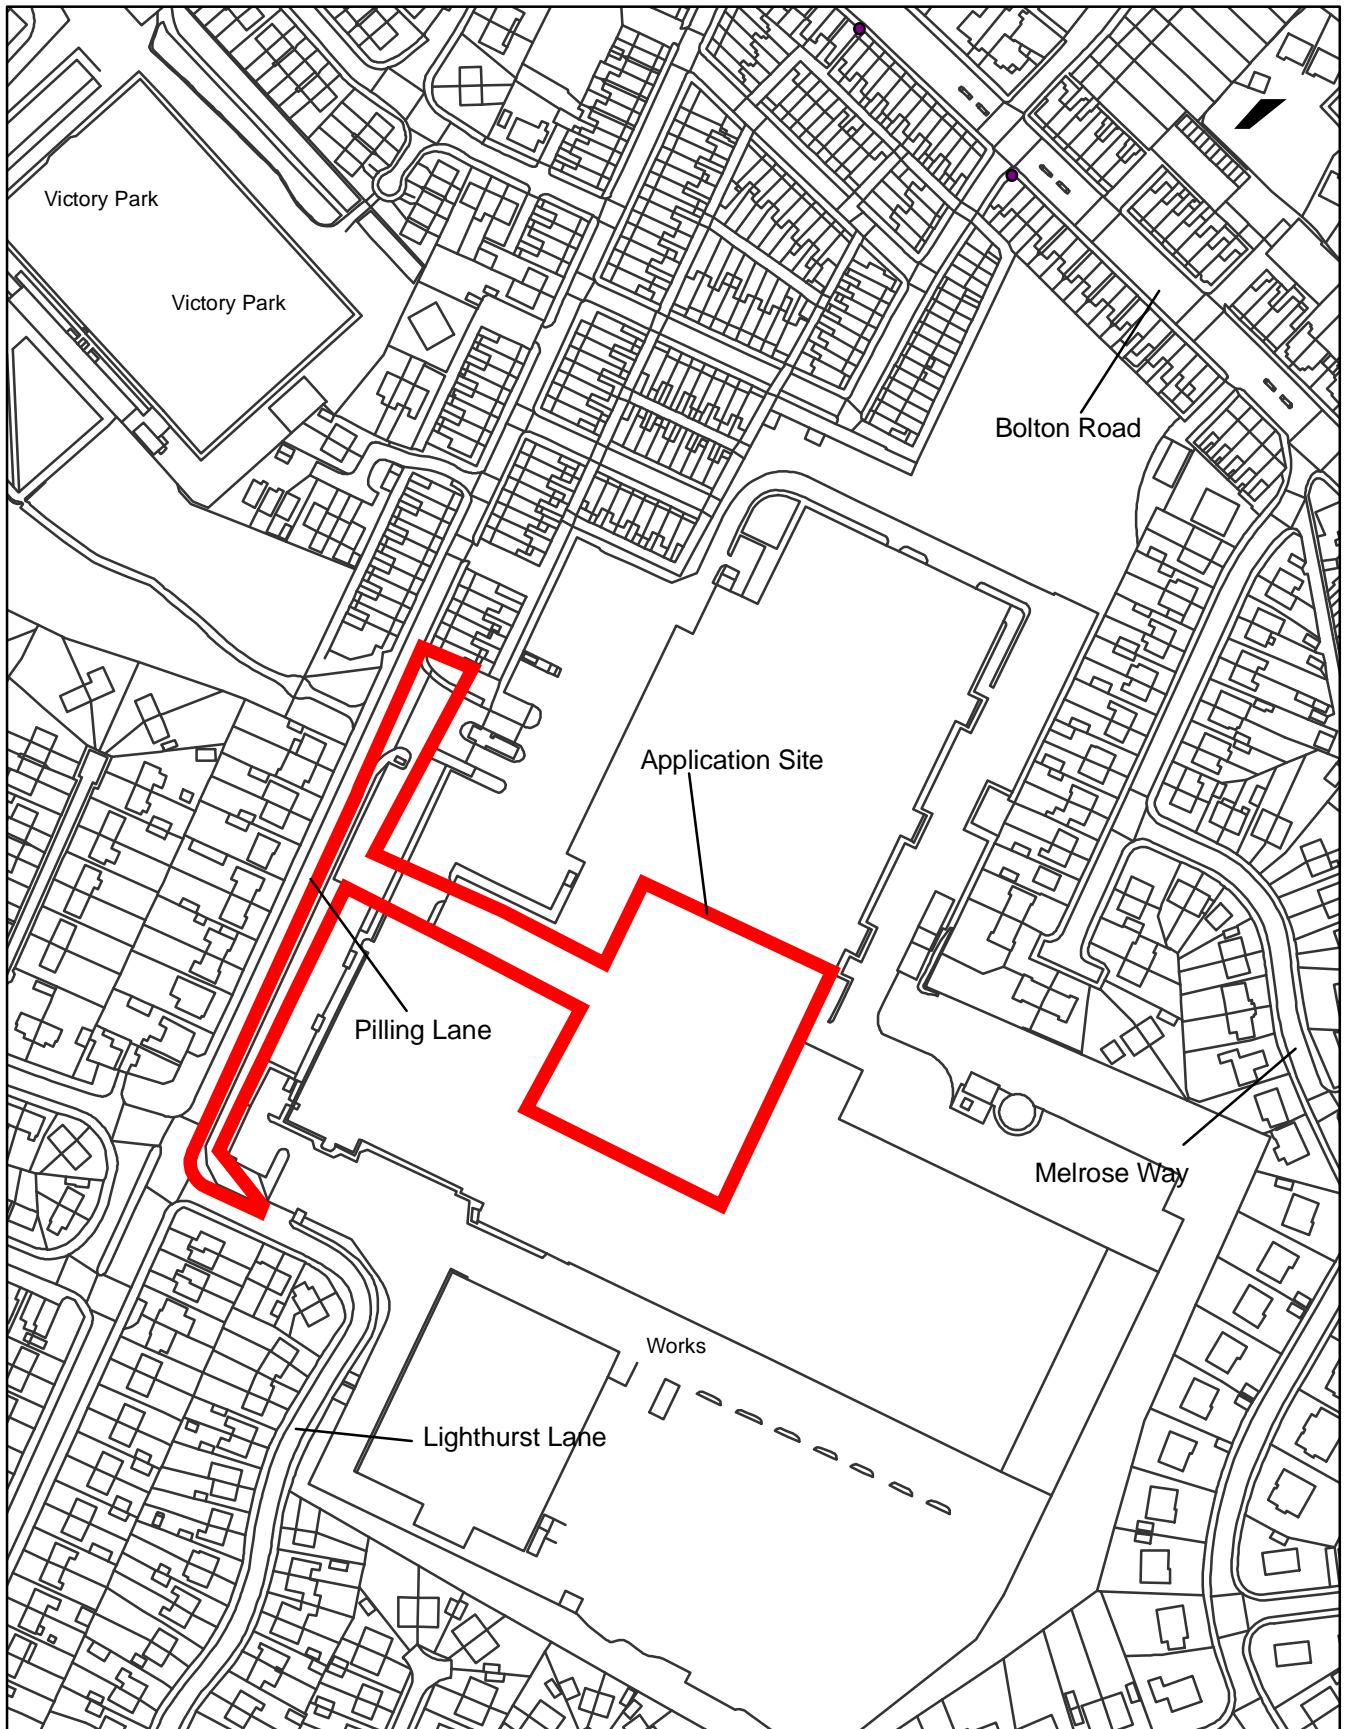 Victory Park
Victory Park
Bolton Road
Application Site
Pilling Lane
Melrose Way
Works
Lighthurst Lane